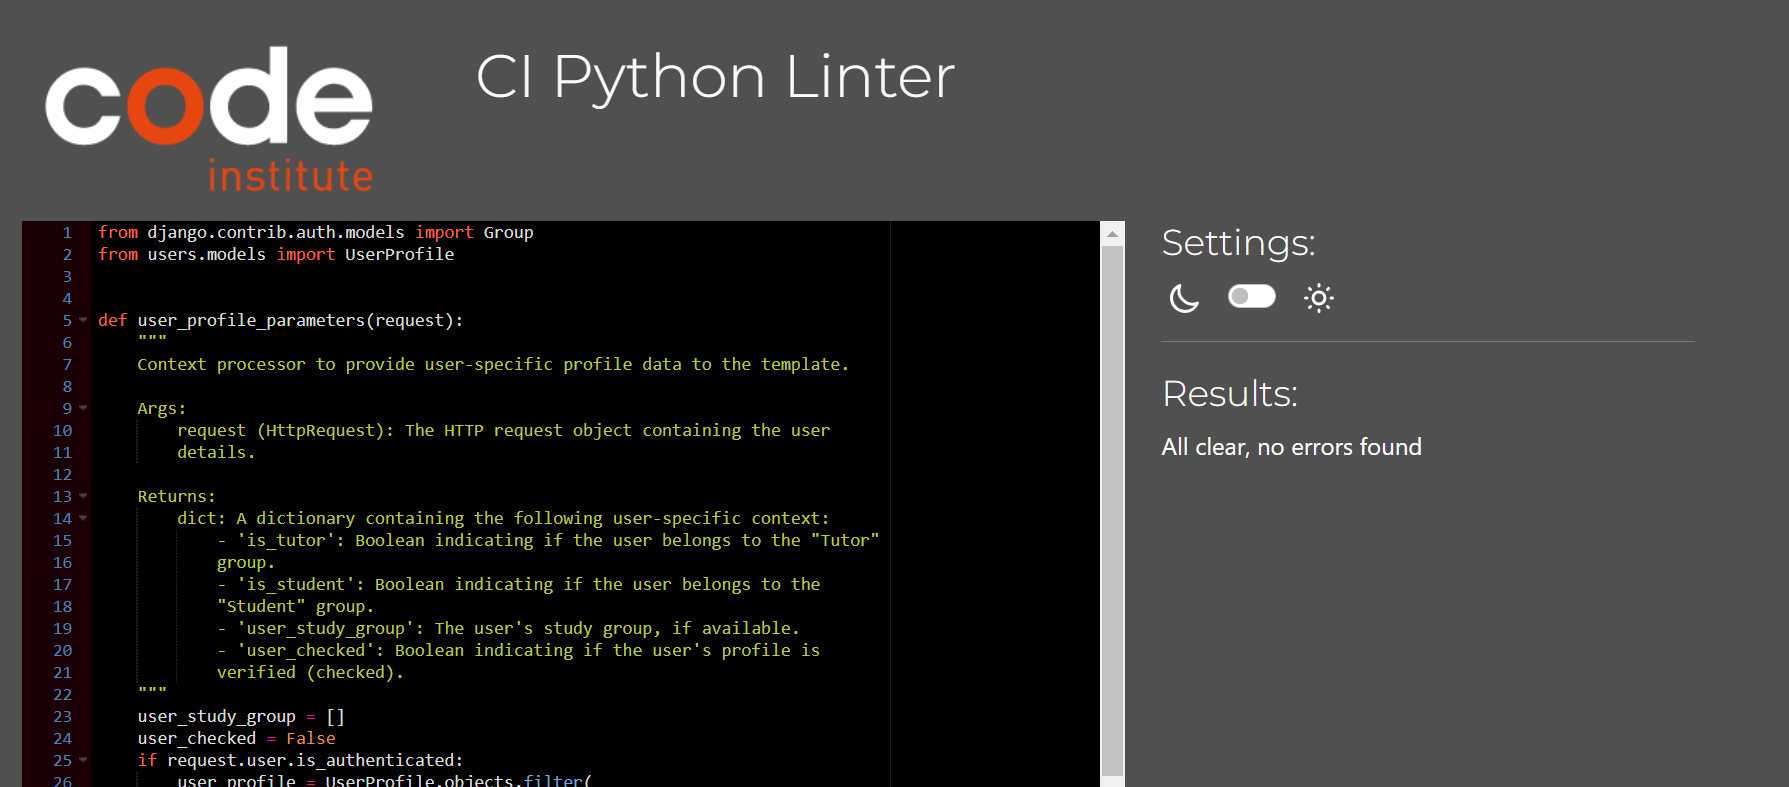 code
institute
CI Python Linter
1 from django.contrib.auth.models import Group
2 from users.models import UserProfile
3
4
5 def user_profile_parameters(request):
6     """
7     Context processor to provide user-specific profile data to the template.
8
9     Args:
10         request (HttpRequest): The HTTP request object containing the user
11         details.
12
13     Returns:
14         dict: A dictionary containing the following user-specific context:
15             - 'is_tutor': Boolean indicating if the user belongs to the "Tutor"
16             group.
17             - 'is_student': Boolean indicating if the user belongs to the
18             "Student" group.
19             - 'user_study_group': The user's study group, if available.
20             - 'user_checked': Boolean indicating if the user's profile is
21             verified (checked).
22     """
23     user_study_group = []
24     user_checked = False
25     if request.user.is_authenticated:
26         user_profile = UserProfile.objects.filter(
Settings:
Results:
All clear, no errors found